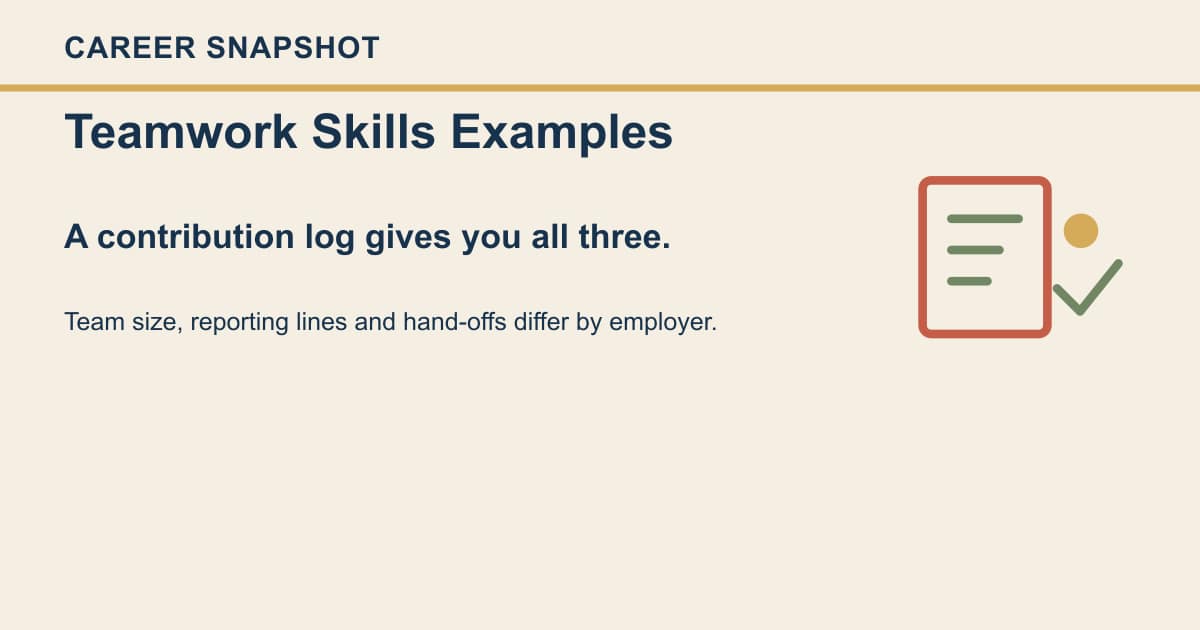 CAREER SNAPSHOT
Teamwork Skills Examples
A contribution log gives you all three.
Team size, reporting lines and hand-offs differ by employer.